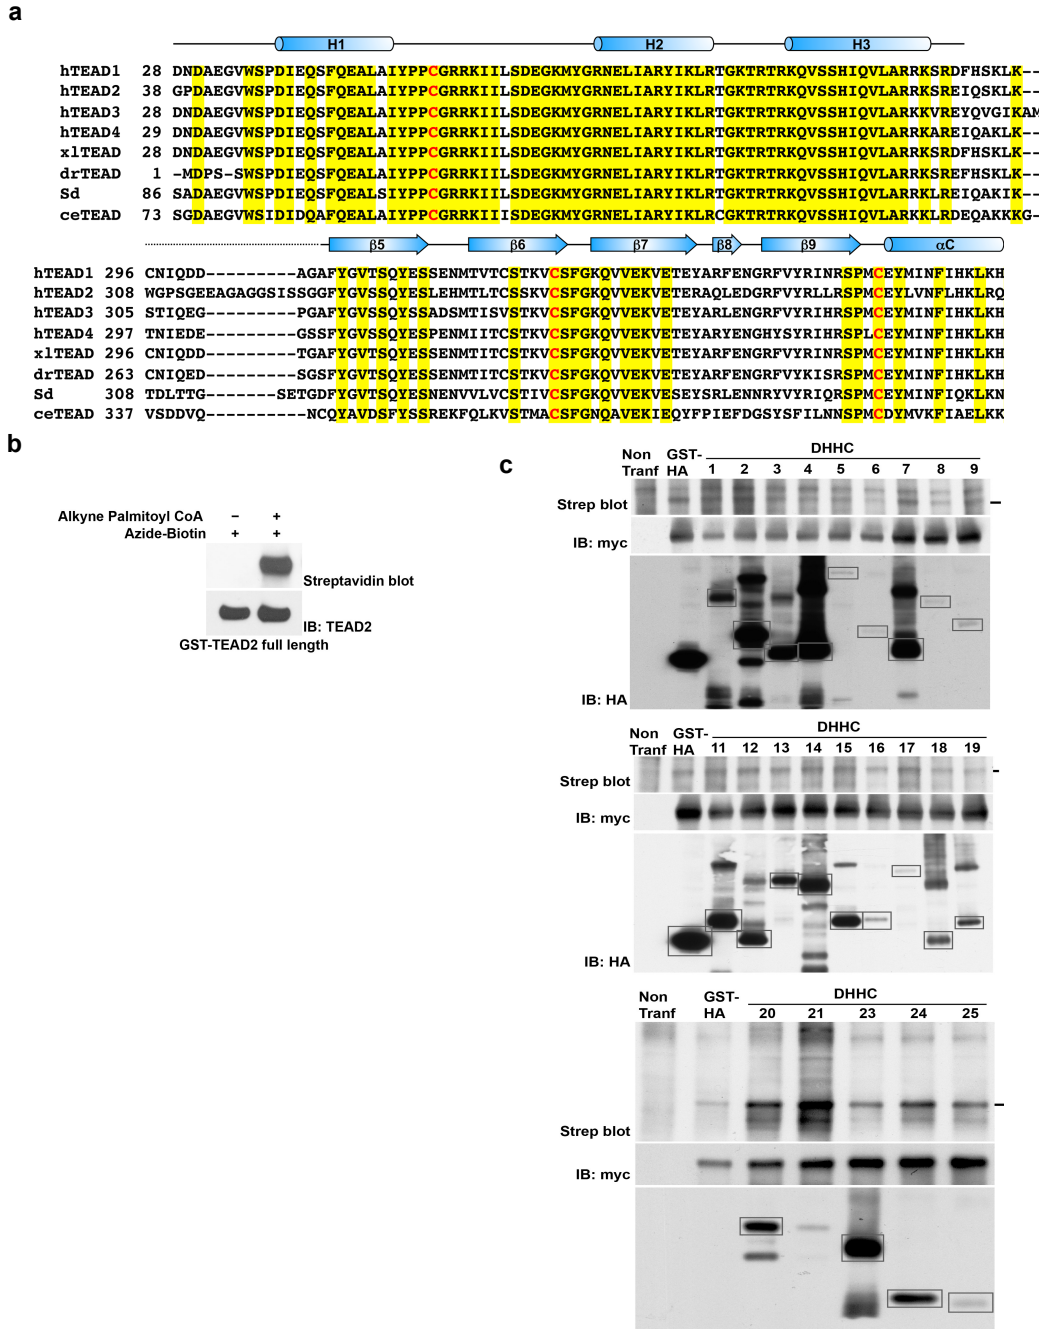 a
H1 H2 H3
hTEAD1 28 DNDAEGVWSPDIEQSFQEALAIYPPCGRRKIILSDEGKMYGRNELIARYIKLRTGKTRTRKQVSSHIQVLARRKSRDFHSKLK--
hTEAD2 38 GPDAEGVWSPDIEQSFQEALAIYPPCGRRKIILSDEGKMYGRNELIARYIKLRTGKTRTRKQVSSHIQVLARRKSREIQSKLK--
hTEAD3 28 DNDAEGVWSPDIEQSFQEALAIYPPCGRRKIILSDEGKMYGRNELIARYIKLRTGKTRTRKQVSSHIQVLARKKVREYQVGIKAM
hTEAD4 29 DNDAEGVWSPDIEQSFQEALAIYPPCGRRKIILSDEGKMYGRNELIARYIKLRTGKTRTRKQVSSHIQVLARRKAREIQAKLK--
xlTEAD 28 DNDAEGVWSPDIEQSFQEALAIYPPCGRRKIILSDEGKMYGRNELIARYIKLRTGKTRTRKQVSSHIQVLARRKSRDFHSKLK--
drTEAD 1 -MDPS-SWSPDIEQSFQEALAIYPPCGRRKIILSDEGKMYGRNELIARYIKLRTGKTRTRKQVSSHIQVLARRKSREFHSKLK--
Sd 86 SADAEGVWSPDIEQSFQEALSIYPPCGRRKIILSDEGKMYGRNELIARYIKLRTGKTRTRKQVSSHIQVLARRKLREIQAKIK--
ceTEAD 73 SGDAEGVWSIDIDQAFQEALAIYPPCGRRKIIISDEGKMYGRNELIARYIKLRCGKTRTRKQVSSHIQVLARKKLRDEQAKKKG-
β5 β6 β7 β8 β9 αC
hTEAD1 296 CNIQDD---------AGAFYGVTSQYESSENMTVTCSTKVCSFGKQVVEKVETEYARFENGRFVYRINRSPMCEYMINFIHKLKH
hTEAD2 308 WGPSGEEAGAGGSISSGGFYGVSSQYESLEHMTLTCSSKVCSFGKQVVEKVETERAQLEDGRFVYRLLRSPMCEYLVNFLHKLRQ
hTEAD3 305 STIQEG---------PGAFYGVSSQYSSADSMTISVSTKVCSFGKQVVEKVETEYARLENGRFVYRIHRSPMCEYMINFIHKLKH
hTEAD4 297 TNIEDE---------GSSFYGVSSQYESPENMIITCSTKVCSFGKQVVEKVETEYARYENGHYSYRIHRSPLCEYMINFIHKLKH
xlTEAD 296 CNIQDD---------TGAFYGVTSQYESSENMTITCSTKVCSFGKQVVEKVETEYARFENGRFVYRINRSPMCEYMINFIHKLKH
drTEAD 263 CNIQED---------SGSFYGVTSQYESSENMTITCSTKVCSFGKQVVEKVETEYARFENGRFVYKISRSPMCEYMINFIHKLKH
Sd 308 TDLTTG-------SETGDFYGVTSQYESNENVVLVCSTIVCSFGKQVVEKVESEYSRLENNRYVYRIQRSPMCEYMINFIQKLKN
ceTEAD 337 VSDDVQ----------NCQYAVDSFYSSREKFQLKVSTMACSFGNQAVEKIEQYFPIEFDGSYSFILNNSPMCDYMVKFIAELKK
b
Alkyne Palmitoyl CoA – +
Azide-Biotin + +
Streptavidin blot
IB: TEAD2
GST-TEAD2 full length
c
Non Tranf GST-HA DHHC 1 2 3 4 5 6 7 8 9
Strep blot
IB: myc
IB: HA
Non Tranf GST-HA DHHC 11 12 13 14 15 16 17 18 19
Strep blot
IB: myc
IB: HA
Non Tranf GST-HA DHHC 20 21 23 24 25
Strep blot
IB: myc